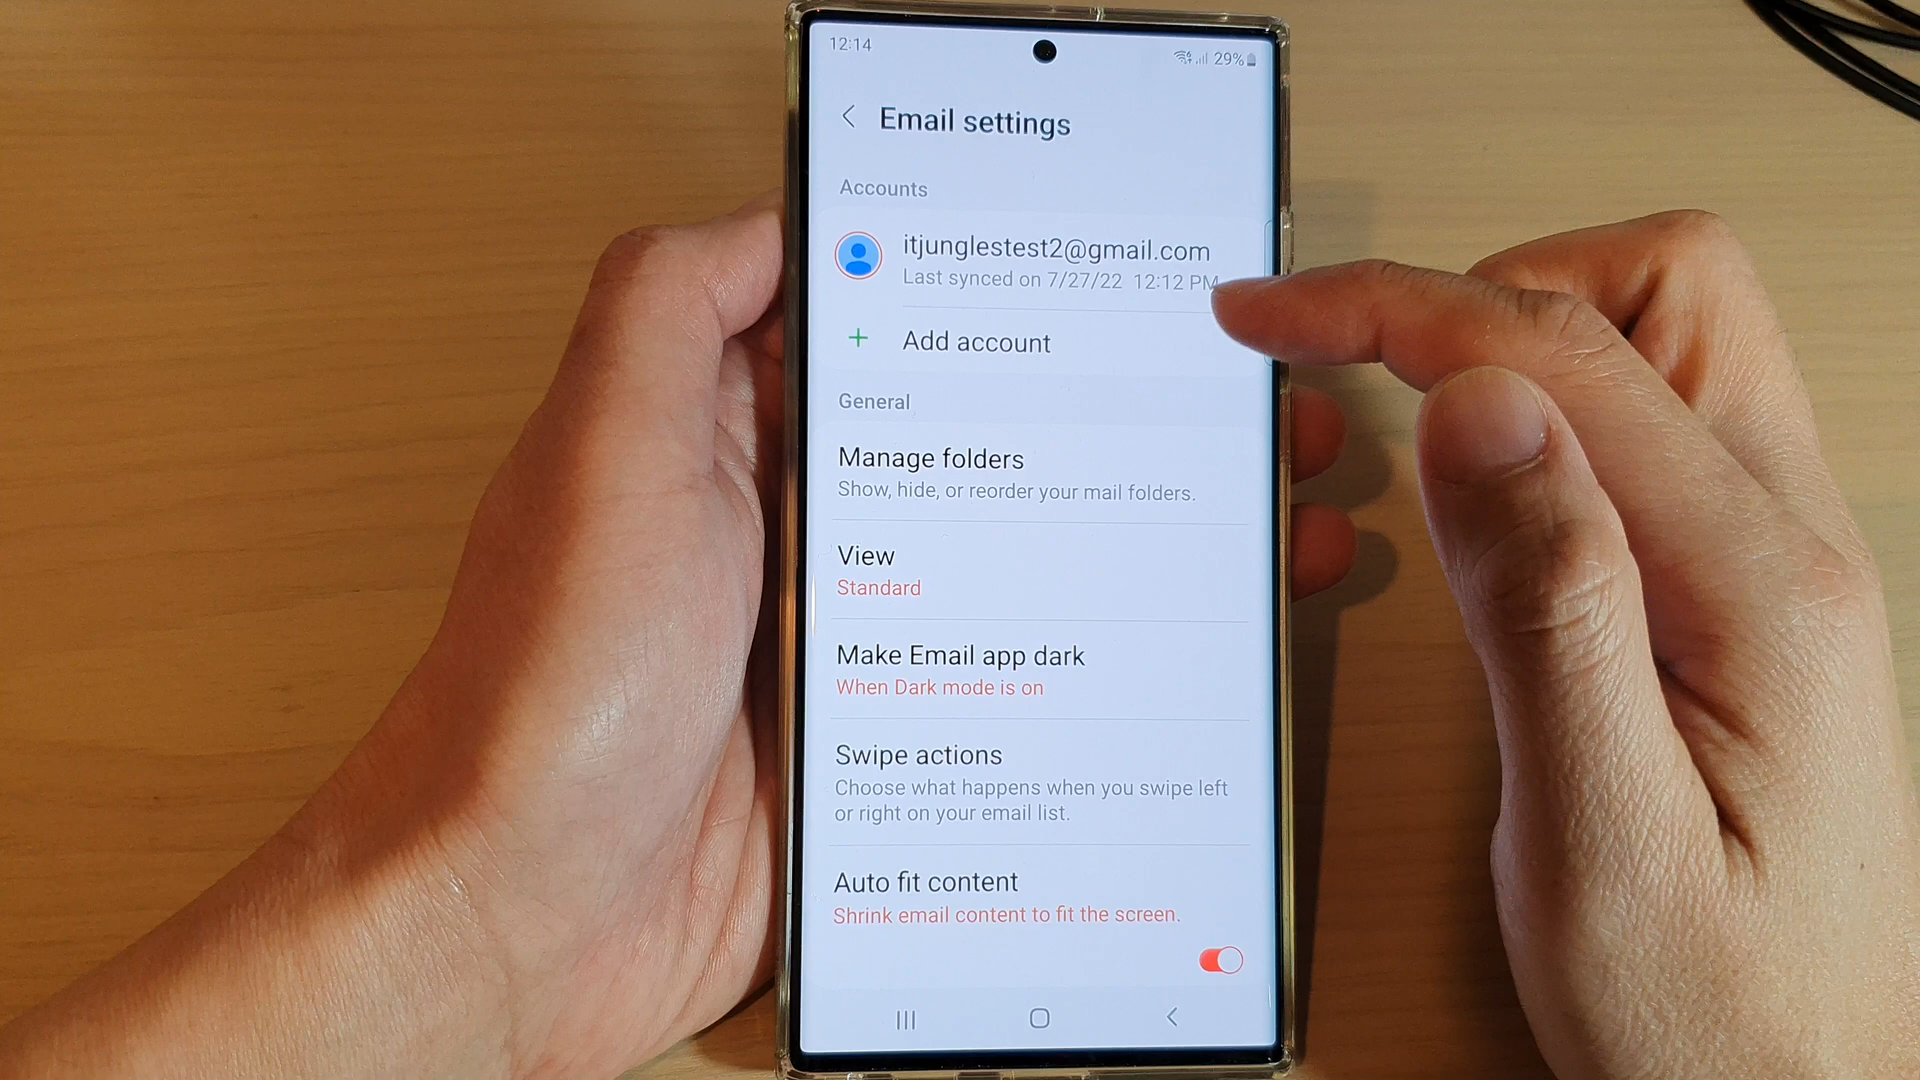 12:14
29%
Email settings
Accounts
itjunglestest2@gmail.com
Last synced on 7/27/22 12:12 PM
Add account
General
Manage folders
Show, hide, or reorder your mail folders.
View
Standard
Make Email app dark
When Dark mode is on
Swipe actions
Choose what happens when you swipe left
or right on your email list.
Auto fit content
Shrink email content to fit the screen.